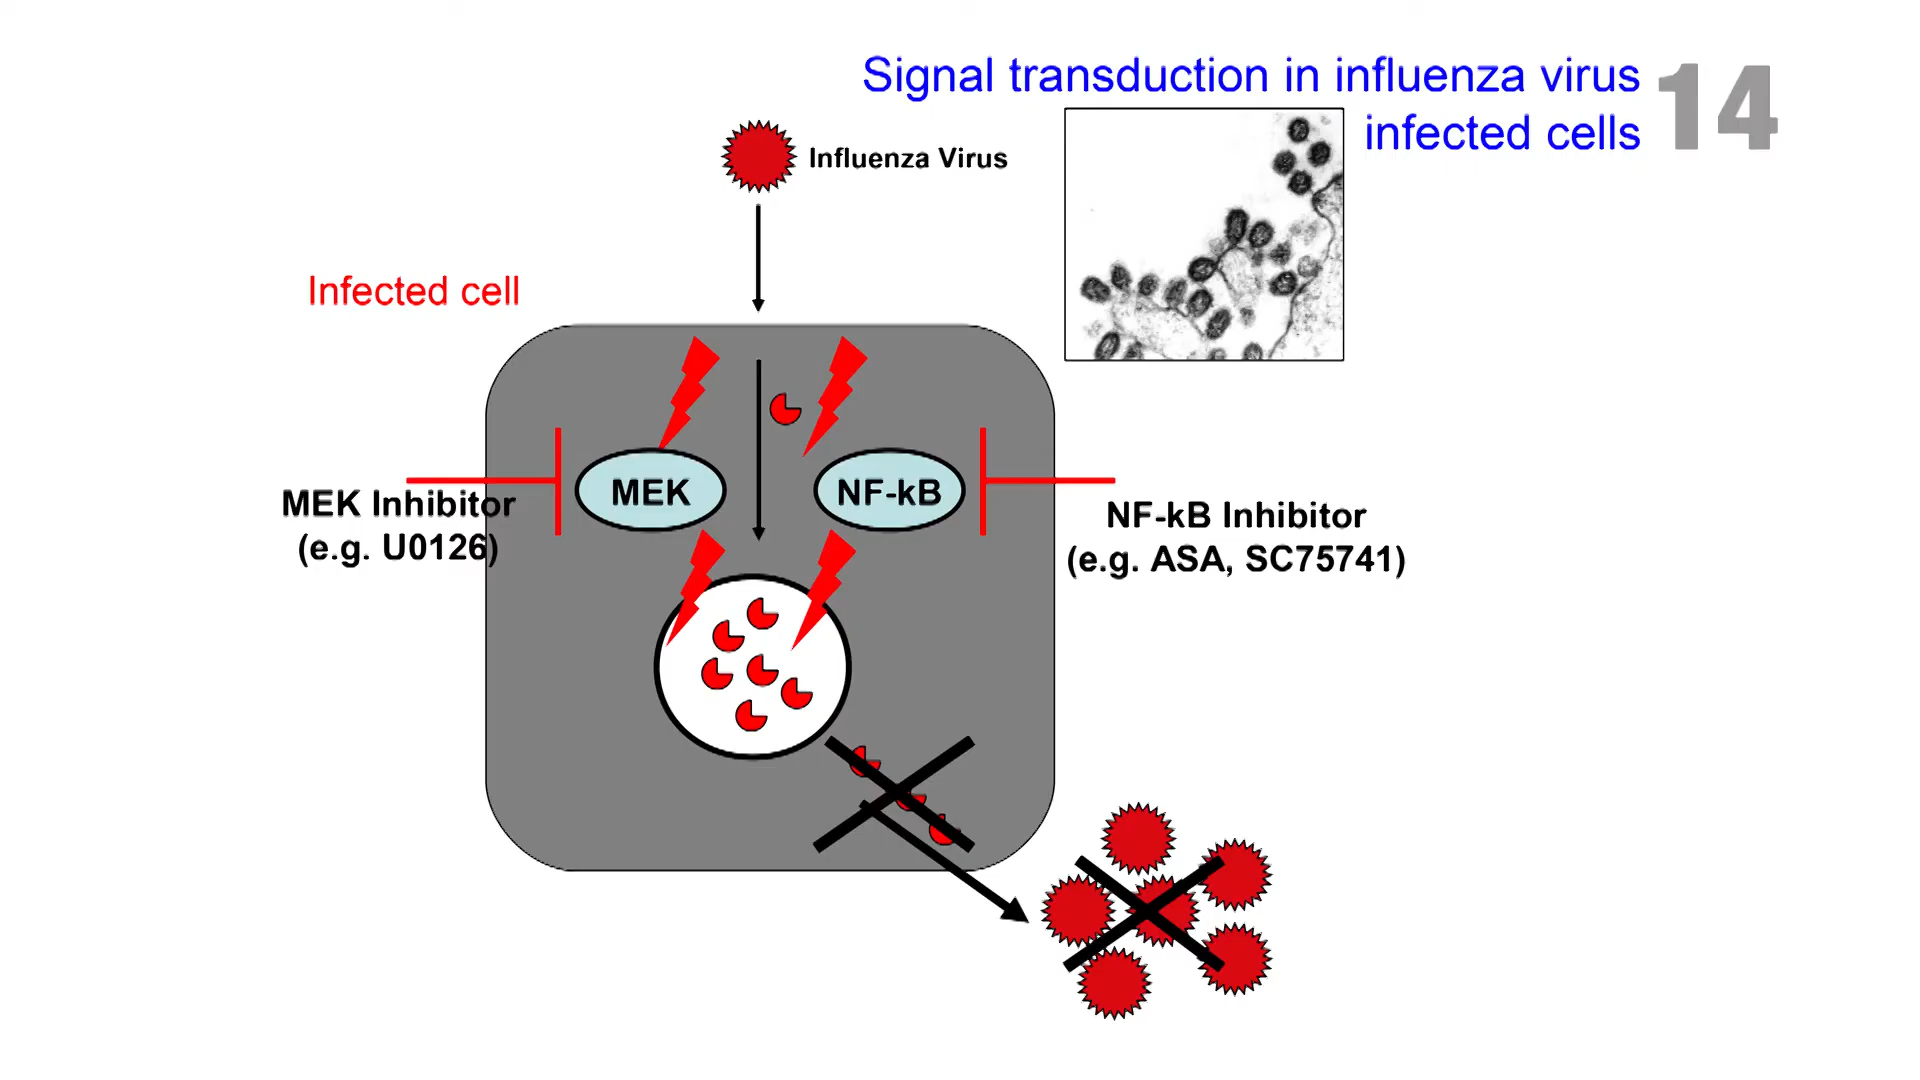 Signal transduction in influenza virus
infected cells
14
Influenza Virus
Infected cell
MEK
NF-kB
MEK Inhibitor
(e.g. U0126)
NF-kB Inhibitor
(e.g. ASA, SC75741)